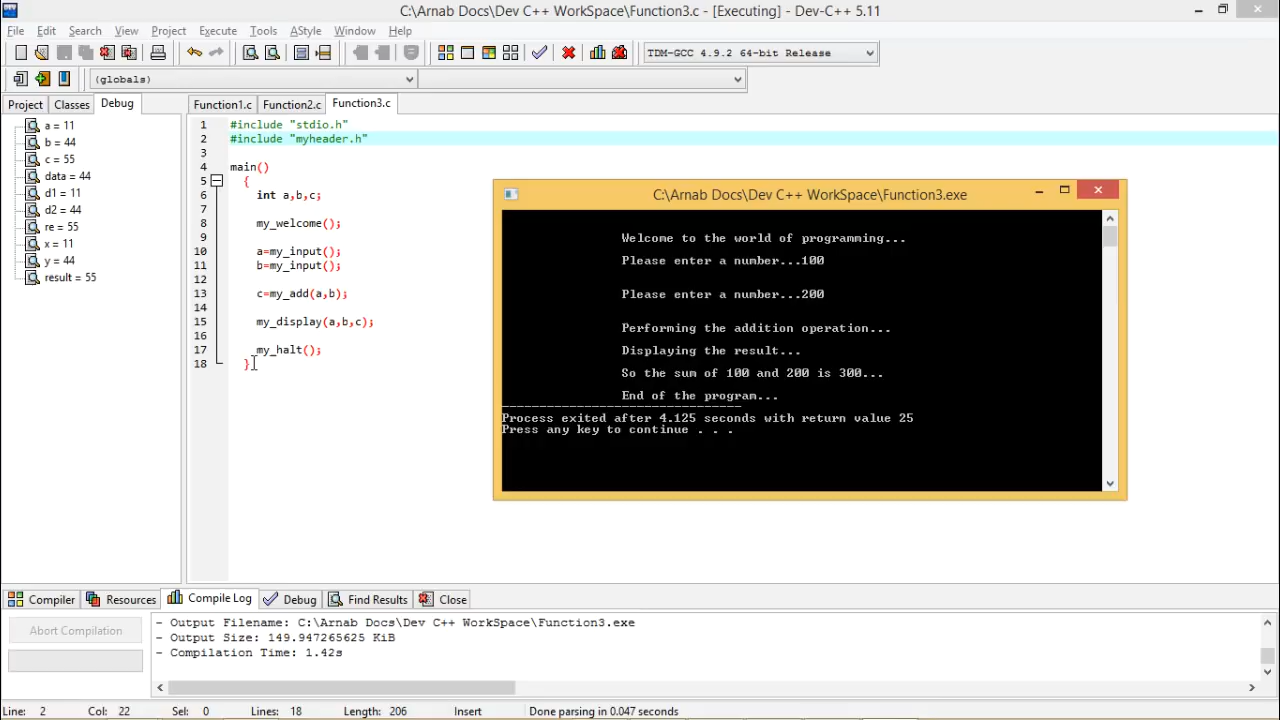 C:\Arnab Docs\Dev C++ WorkSpace\Function3.c - [Executing] - Dev-C++ 5.11
File Edit Search View Project Execute Tools AStyle Window Help
TDM-GCC 4.9.2 64-bit Release
(globals)
Project Classes Debug
Function1.c Function2.c Function3.c
a = 11
b = 44
c = 55
data = 44
d1 = 11
d2 = 44
re = 55
x = 11
y = 44
result = 55
1 #include "stdio.h"
2 #include "myheader.h"
3
4 main()
5 {
6 int a,b,c;
7
8 my_welcome();
9
10 a=my_input();
11 b=my_input();
12
13 c=my_add(a,b);
14
15 my_display(a,b,c);
16
17 my_halt();
18 }
C:\Arnab Docs\Dev C++ WorkSpace\Function3.exe
Welcome to the world of programming...
Please enter a number...100
Please enter a number...200
Performing the addition operation...
Displaying the result...
So the sum of 100 and 200 is 300...
End of the program...
--------------------------------
Process exited after 4.125 seconds with return value 25
Press any key to continue . . .
Compiler Resources Compile Log Debug Find Results Close
Abort Compilation
- Output Filename: C:\Arnab Docs\Dev C++ WorkSpace\Function3.exe
- Output Size: 149.947265625 KiB
- Compilation Time: 1.42s
Line: 2 Col: 22 Sel: 0 Lines: 18 Length: 206 Insert Done parsing in 0.047 seconds